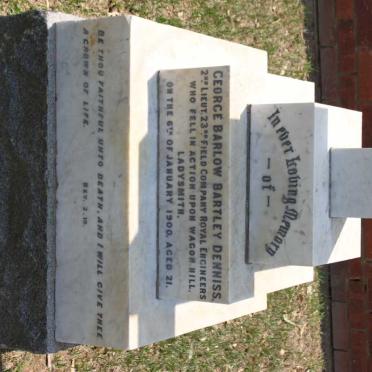 In ever Loving Memory
— of —
GEORGE BARLOW BARTLEY DENNISS.
2ND LIEUT. 23RD FIELD COMPANY ROYAL ENGINEERS
WHO FELL IN ACTION UPON WAGON HILL,
LADYSMITH.
ON THE 6TH OF JANUARY 1900, AGED 21.
BE THOU FAITHFUL UNTO DEATH, AND I WILL GIVE THEE
A CROWN OF LIFE. REV. 2.10.